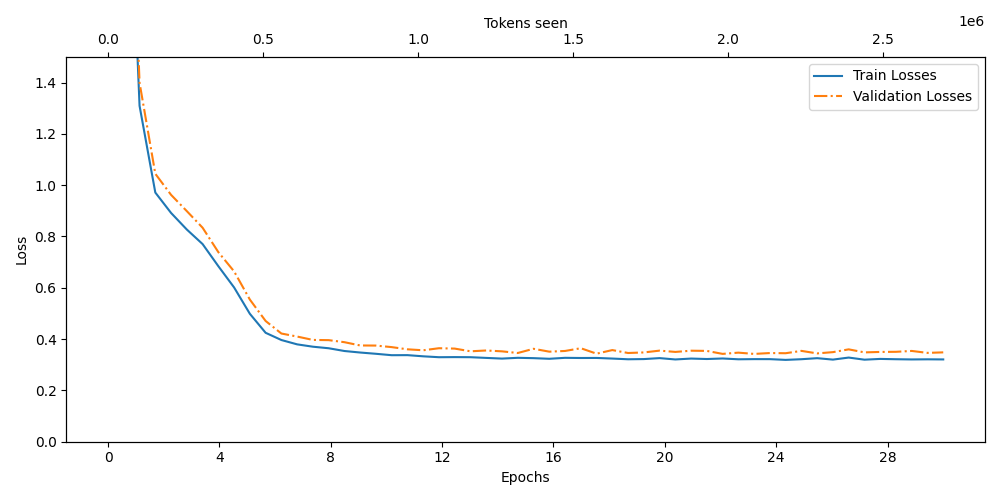 Tokens seen
1e6
0.0 0.5 1.0 1.5 2.0 2.5
Train Losses
Validation Losses
1.4
1.2
1.0
0.8
0.6
0.4
0.2
0.0
Loss
0 4 8 12 16 20 24 28
Epochs